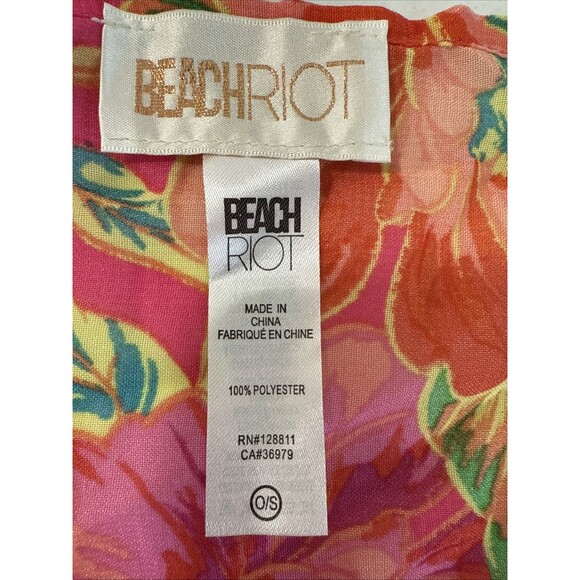 BEACHRIOT
BEACH
RIOT
MADE IN
CHINA
FABRIQUÉ EN CHINE
100% POLYESTER
RN#128811
CA#36979
O/S